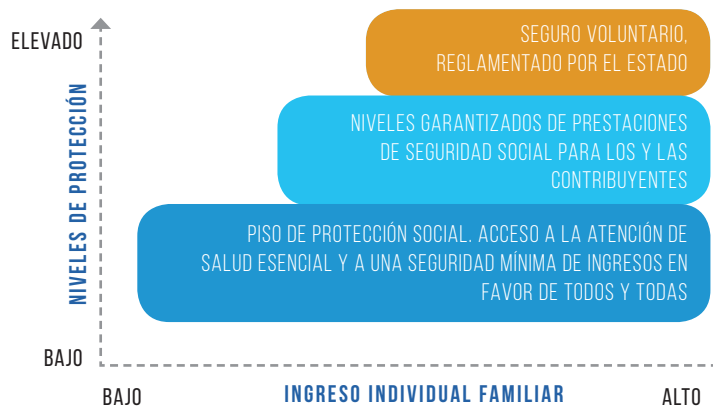 ELEVADO
NIVELES DE PROTECCIÓN
SEGURO VOLUNTARIO,
REGLAMENTADO POR EL ESTADO
NIVELES GARANTIZADOS DE PRESTACIONES
DE SEGURIDAD SOCIAL PARA LOS Y LAS
CONTRIBUYENTES
PISO DE PROTECCIÓN SOCIAL. ACCESO A LA ATENCIÓN DE
SALUD ESENCIAL Y A UNA SEGURIDAD MÍNIMA DE INGRESOS EN
FAVOR DE TODOS Y TODAS
BAJO
BAJO
INGRESO INDIVIDUAL FAMILIAR
ALTO